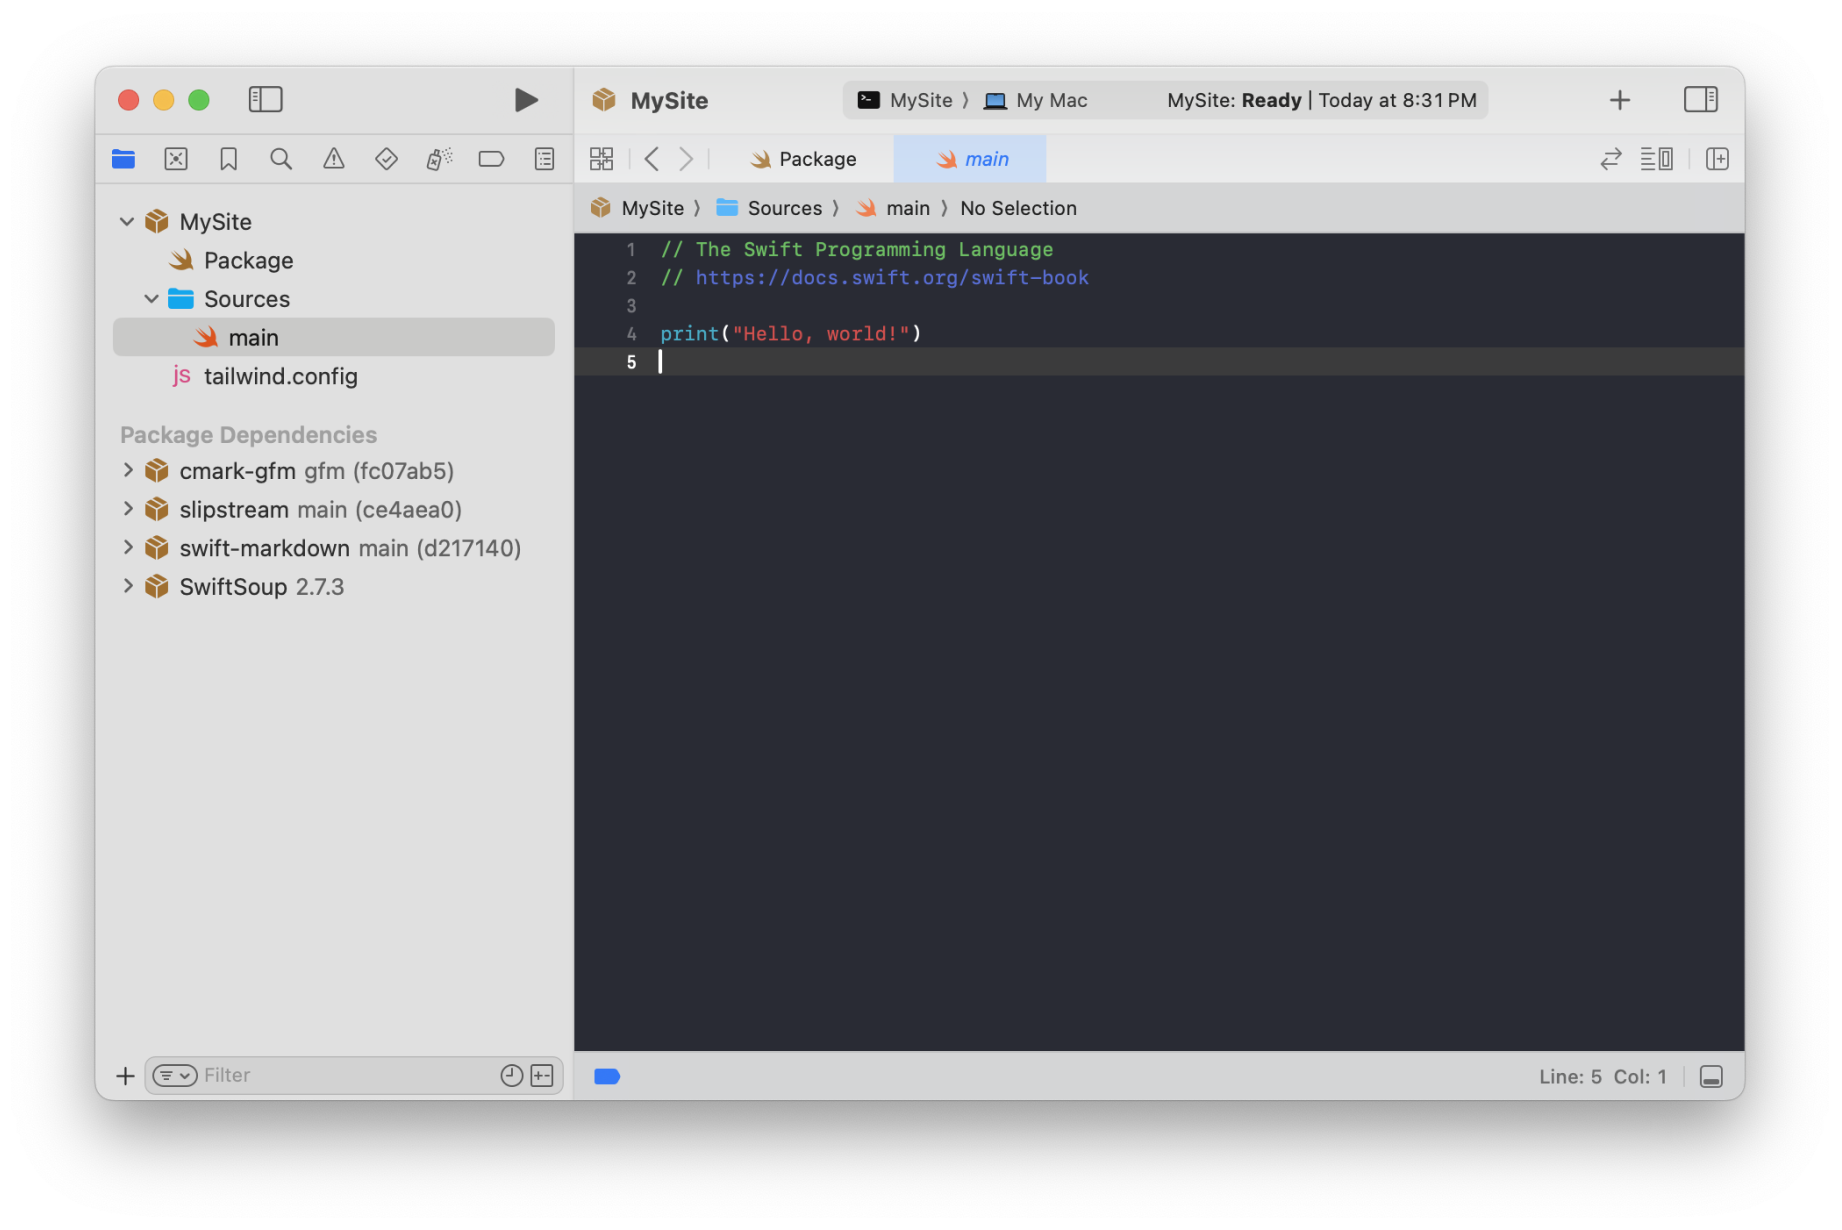 MySite
MySite
My Mac
MySite: Ready | Today at 8:31 PM
Package
main
MySite
Sources
main
No Selection
MySite
Package
Sources
main
JS tailwind.config
Package Dependencies
cmark-gfm gfm (fc07ab5)
slipstream main (ce4aea0)
swift-markdown main (d217140)
SwiftSoup 2.7.3
Filter
1 // The Swift Programming Language
2 // https://docs.swift.org/swift-book
3
4 print("Hello, world!")
5
Line: 5 Col: 1